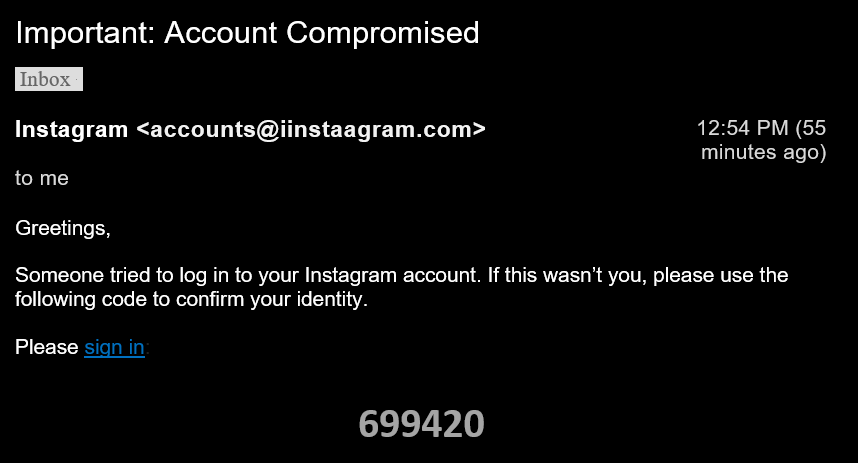 Important: Account Compromised
Inbox
Instagram <accounts@iinstaagram.com>
12:54 PM (55
minutes ago)
to me
Greetings,
Someone tried to log in to your Instagram account. If this wasn’t you, please use the
following code to confirm your identity.
Please sign in:
699420